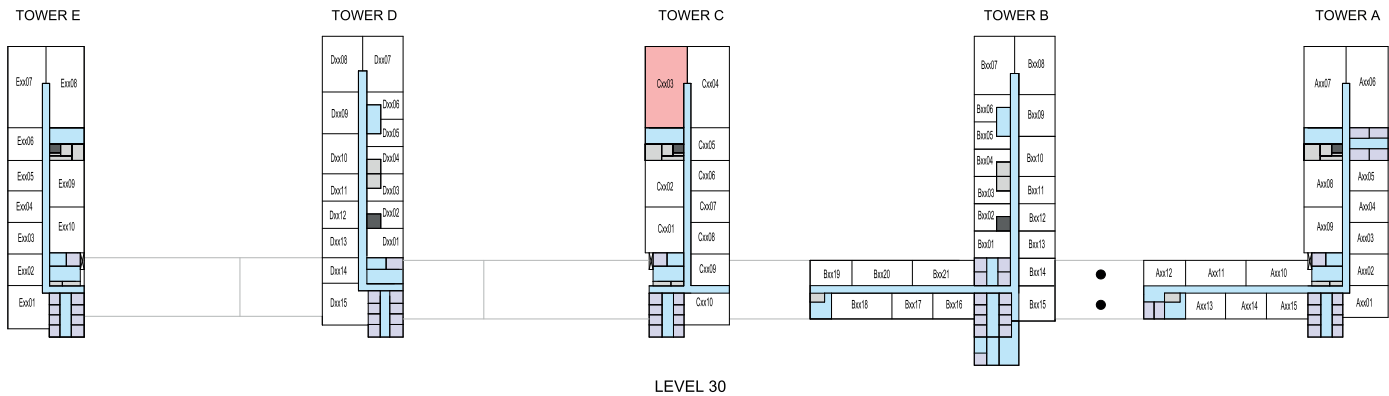 TOWER E TOWER D TOWER C TOWER B TOWER A
Exx07 Exx08
Exx06
Exx05 Exx09
Exx04
Exx03 Exx10
Exx02
Exx01
Dxx08 Dxx07
Dxx09 Dxx06
Dxx05
Dxx10 Dxx04
Dxx11 Dxx03
Dxx12 Dxx02
Dxx13 Dxx01
Dxx14
Dxx15
Cxx03 Cxx04
Cxx05
Cxx02 Cxx06
Cxx07
Cxx01 Cxx08
Cxx09
Cxx10
Bxx07 Bxx08
Bxx06 Bxx09
Bxx05
Bxx04 Bxx10
Bxx03 Bxx11
Bxx02 Bxx12
Bxx01 Bxx13
Bxx19 Bxx20 Bxx21 Bxx14
Bxx18 Bxx17 Bxx16 Bxx15
Axx07 Axx06
Axx08 Axx05
Axx04
Axx09 Axx03
Axx12 Axx11 Axx10 Axx02
Axx13 Axx14 Axx15 Axx01
LEVEL 30